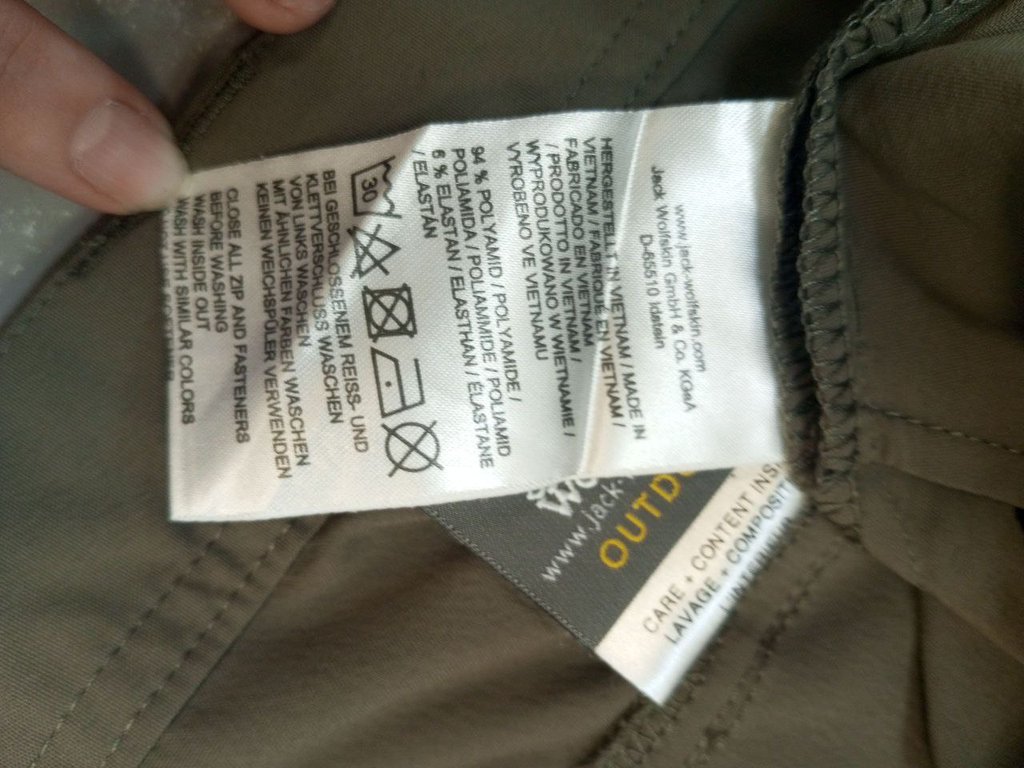 www.jack-wolfskin.com
Jack Wolfskin GmbH & Co. KGaA
D-65510 Idstein
HERGESTELLT IN VIETNAM / MADE IN
VIETNAM / FABRIQUÉ EN VIETNAM /
FABRICADO EN VIETNAM
/ PRODOTTO IN VIETNAM /
WYPRODUKOWANO W WIETNAMIE /
VYROBENO VE VIETNAMU
94 % POLYAMID / POLYAMIDE /
POLIAMIDA / POLIAMMIDE / POLIAMID
6 % ELASTAN / ELASTHAN / ÉLASTANE
/ ELASTÁN
30
BEI GESCHLOSSENEM REISS- UND
KLETTVERSCHLUSS WASCHEN
VON LINKS WASCHEN
MIT ÄHNLICHEN FARBEN WASCHEN
KEINEN WEICHSPÜLER VERWENDEN
CLOSE ALL ZIP AND FASTENERS
BEFORE WASHING
WASH INSIDE OUT
WASH WITH SIMILAR COLORS
www.jack-
OUTD
CARE + CONTENT INS
LAVAGE + COMPOSIT